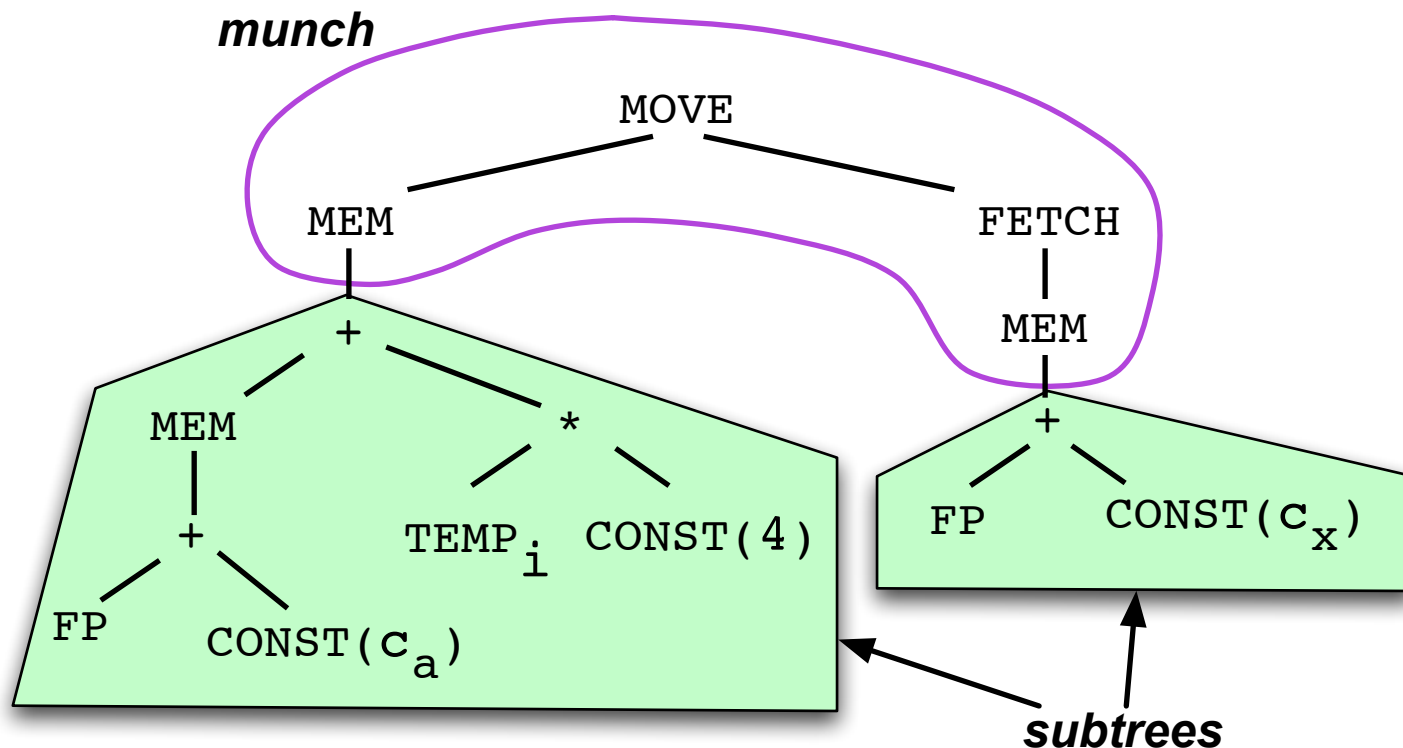 munch
MOVE
MEM FETCH
+ MEM
MEM * +
TEMPi CONST(4) FP CONST(cx)
+
FP CONST(ca)
subtrees